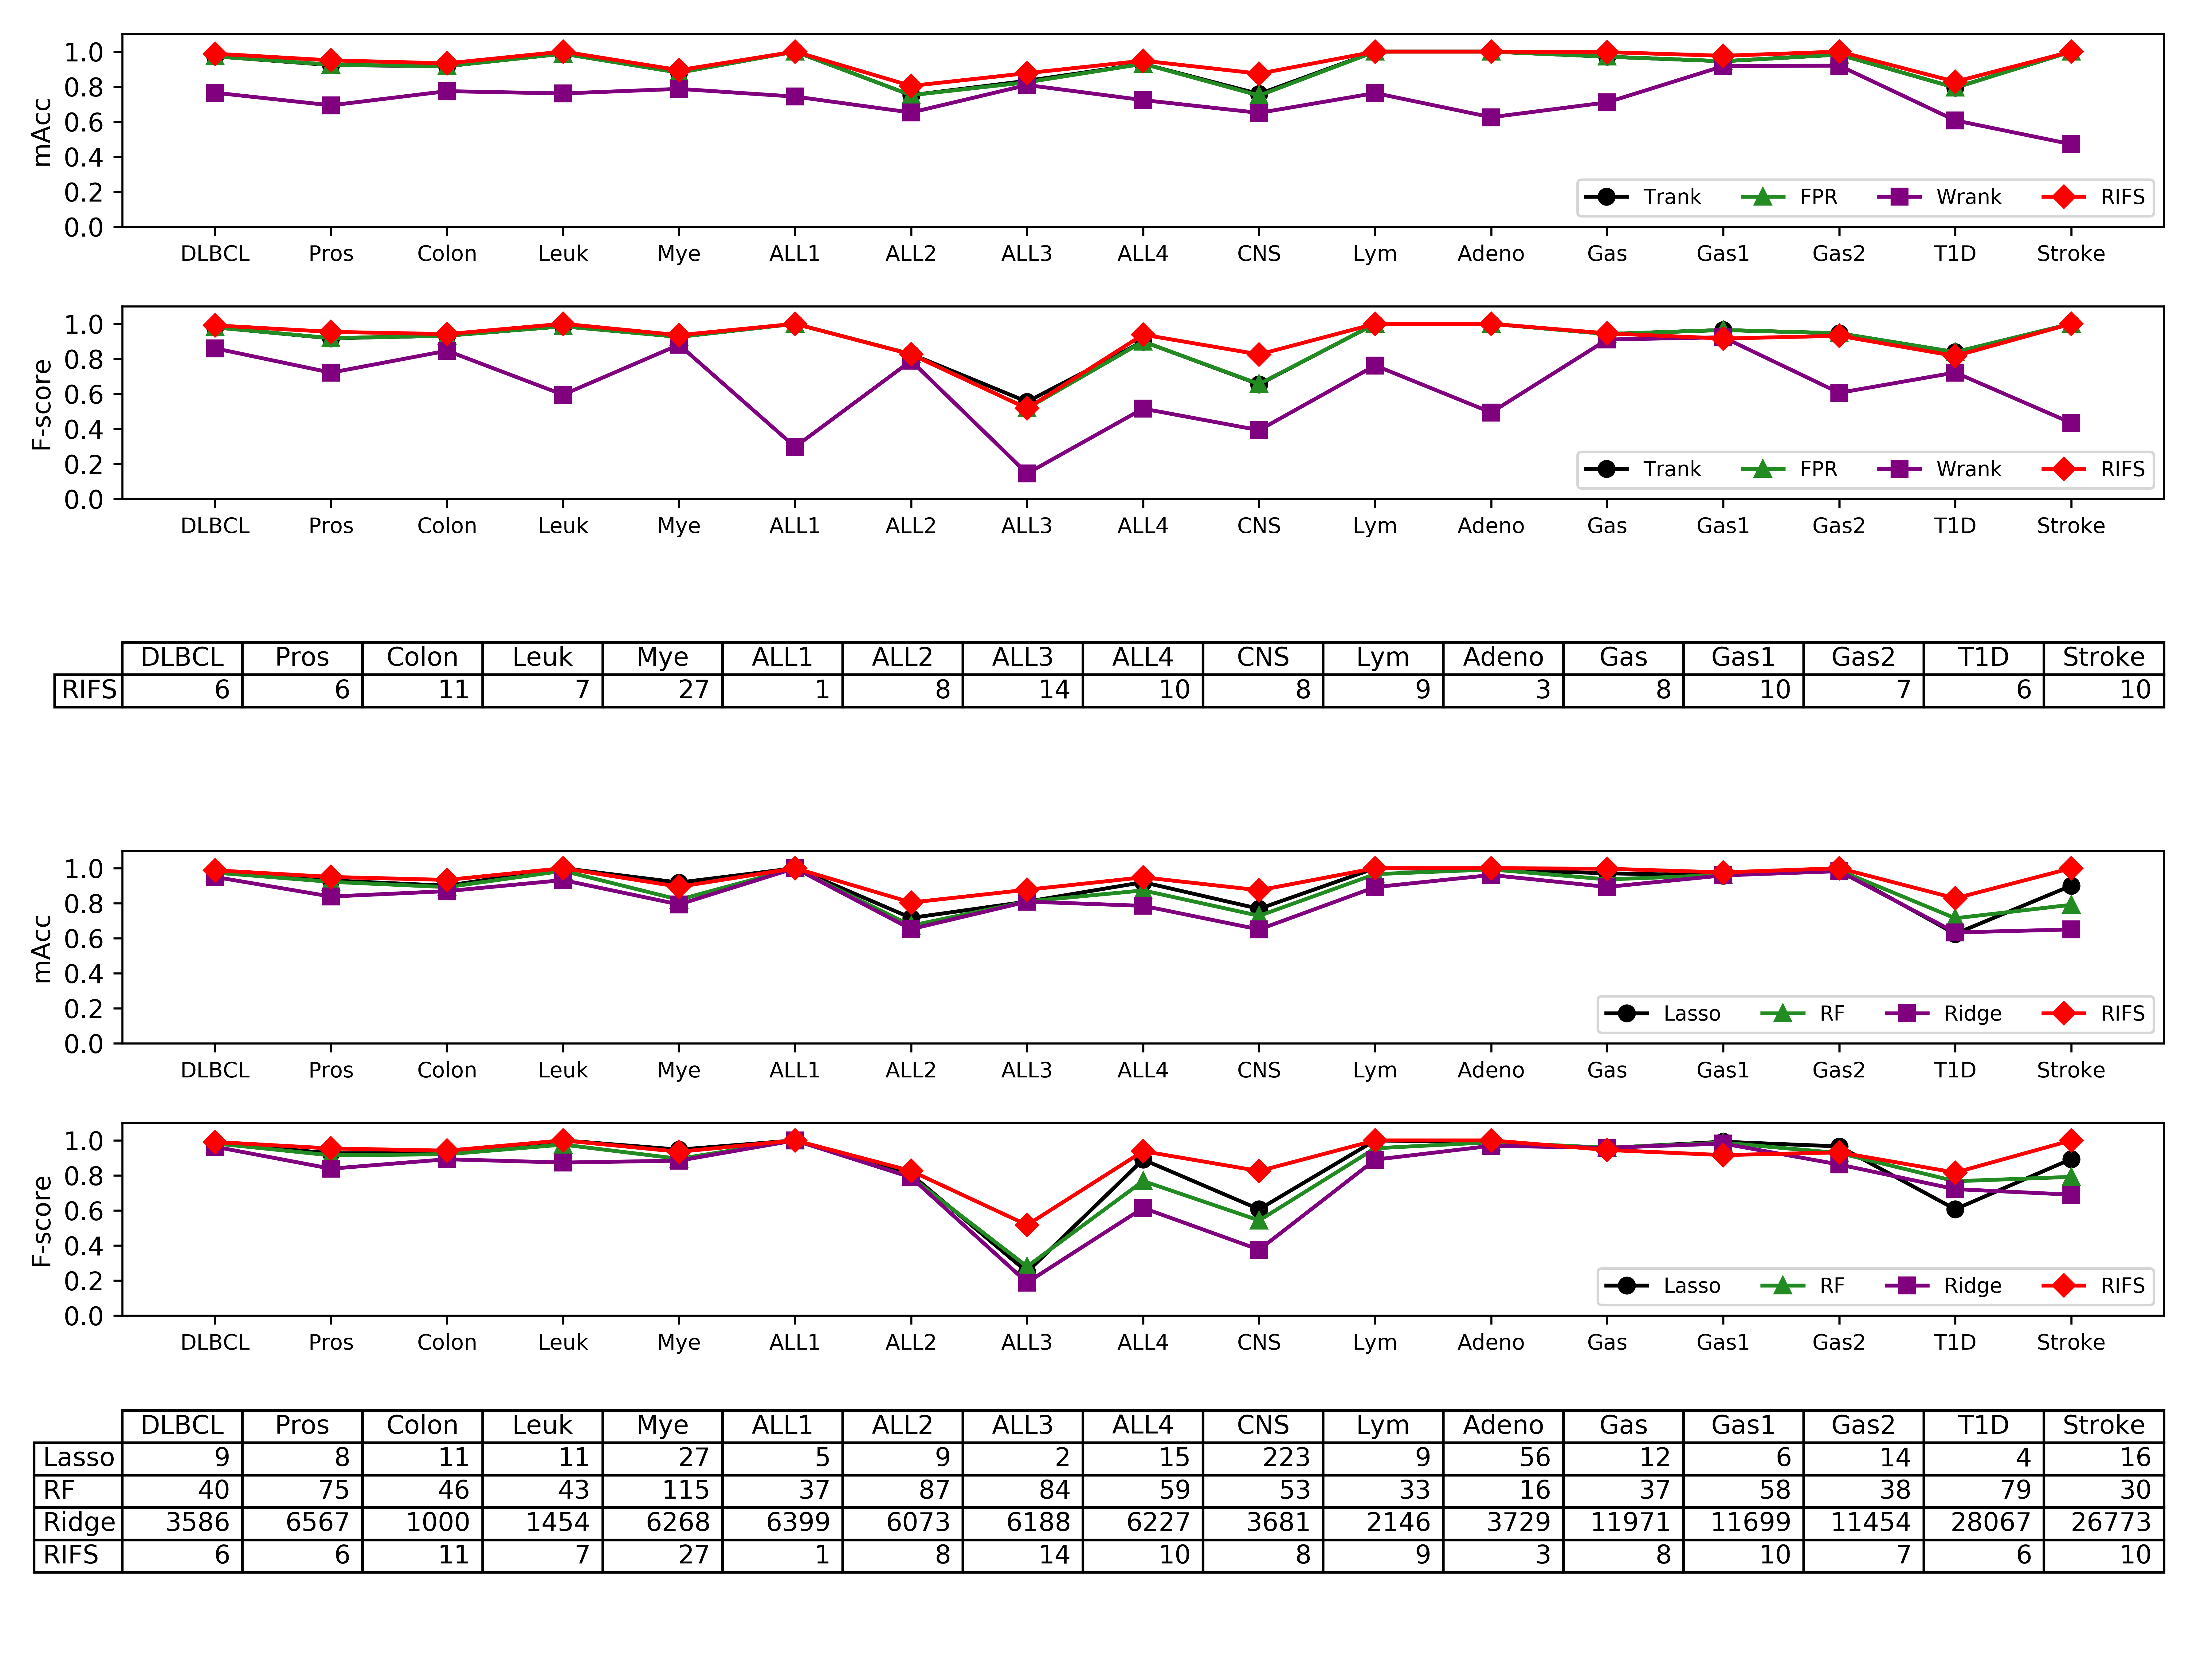 mAcc
1.0
0.8
0.6
0.4
0.2
0.0
Trank FPR Wrank RIFS
DLBCL Pros Colon Leuk Mye ALL1 ALL2 ALL3 ALL4 CNS Lym Adeno Gas Gas1 Gas2 T1D Stroke
F-score
1.0
0.8
0.6
0.4
0.2
0.0
Trank FPR Wrank RIFS
DLBCL Pros Colon Leuk Mye ALL1 ALL2 ALL3 ALL4 CNS Lym Adeno Gas Gas1 Gas2 T1D Stroke
DLBCL Pros Colon Leuk Mye ALL1 ALL2 ALL3 ALL4 CNS Lym Adeno Gas Gas1 Gas2 T1D Stroke
RIFS 6 6 11 7 27 1 8 14 10 8 9 3 8 10 7 6 10
mAcc
1.0
0.8
0.6
0.4
0.2
0.0
Lasso RF Ridge RIFS
DLBCL Pros Colon Leuk Mye ALL1 ALL2 ALL3 ALL4 CNS Lym Adeno Gas Gas1 Gas2 T1D Stroke
F-score
1.0
0.8
0.6
0.4
0.2
0.0
Lasso RF Ridge RIFS
DLBCL Pros Colon Leuk Mye ALL1 ALL2 ALL3 ALL4 CNS Lym Adeno Gas Gas1 Gas2 T1D Stroke
DLBCL Pros Colon Leuk Mye ALL1 ALL2 ALL3 ALL4 CNS Lym Adeno Gas Gas1 Gas2 T1D Stroke
Lasso 9 8 11 11 27 5 9 2 15 223 9 56 12 6 14 4 16
RF 40 75 46 43 115 37 87 84 59 53 33 16 37 58 38 79 30
Ridge 3586 6567 1000 1454 6268 6399 6073 6188 6227 3681 2146 3729 11971 11699 11454 28067 26773
RIFS 6 6 11 7 27 1 8 14 10 8 9 3 8 10 7 6 10